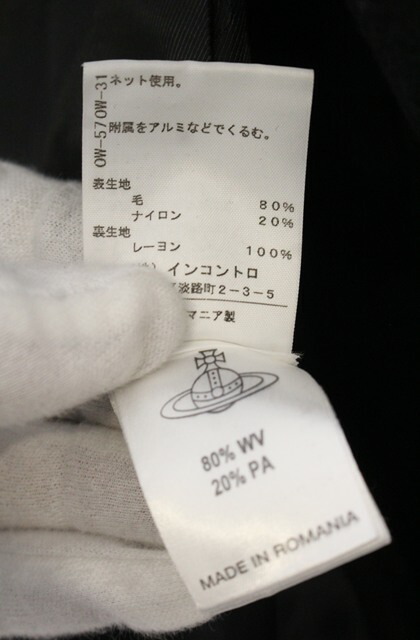 ネット使用。
OW-570W-31
附属をアルミなどでくるむ。
表生地
毛 80%
ナイロン 20%
裏生地
レーヨン 100%
インコントロ
淡路町2-3-5
マニア製
80% WV
20% PA
MADE IN ROMANIA